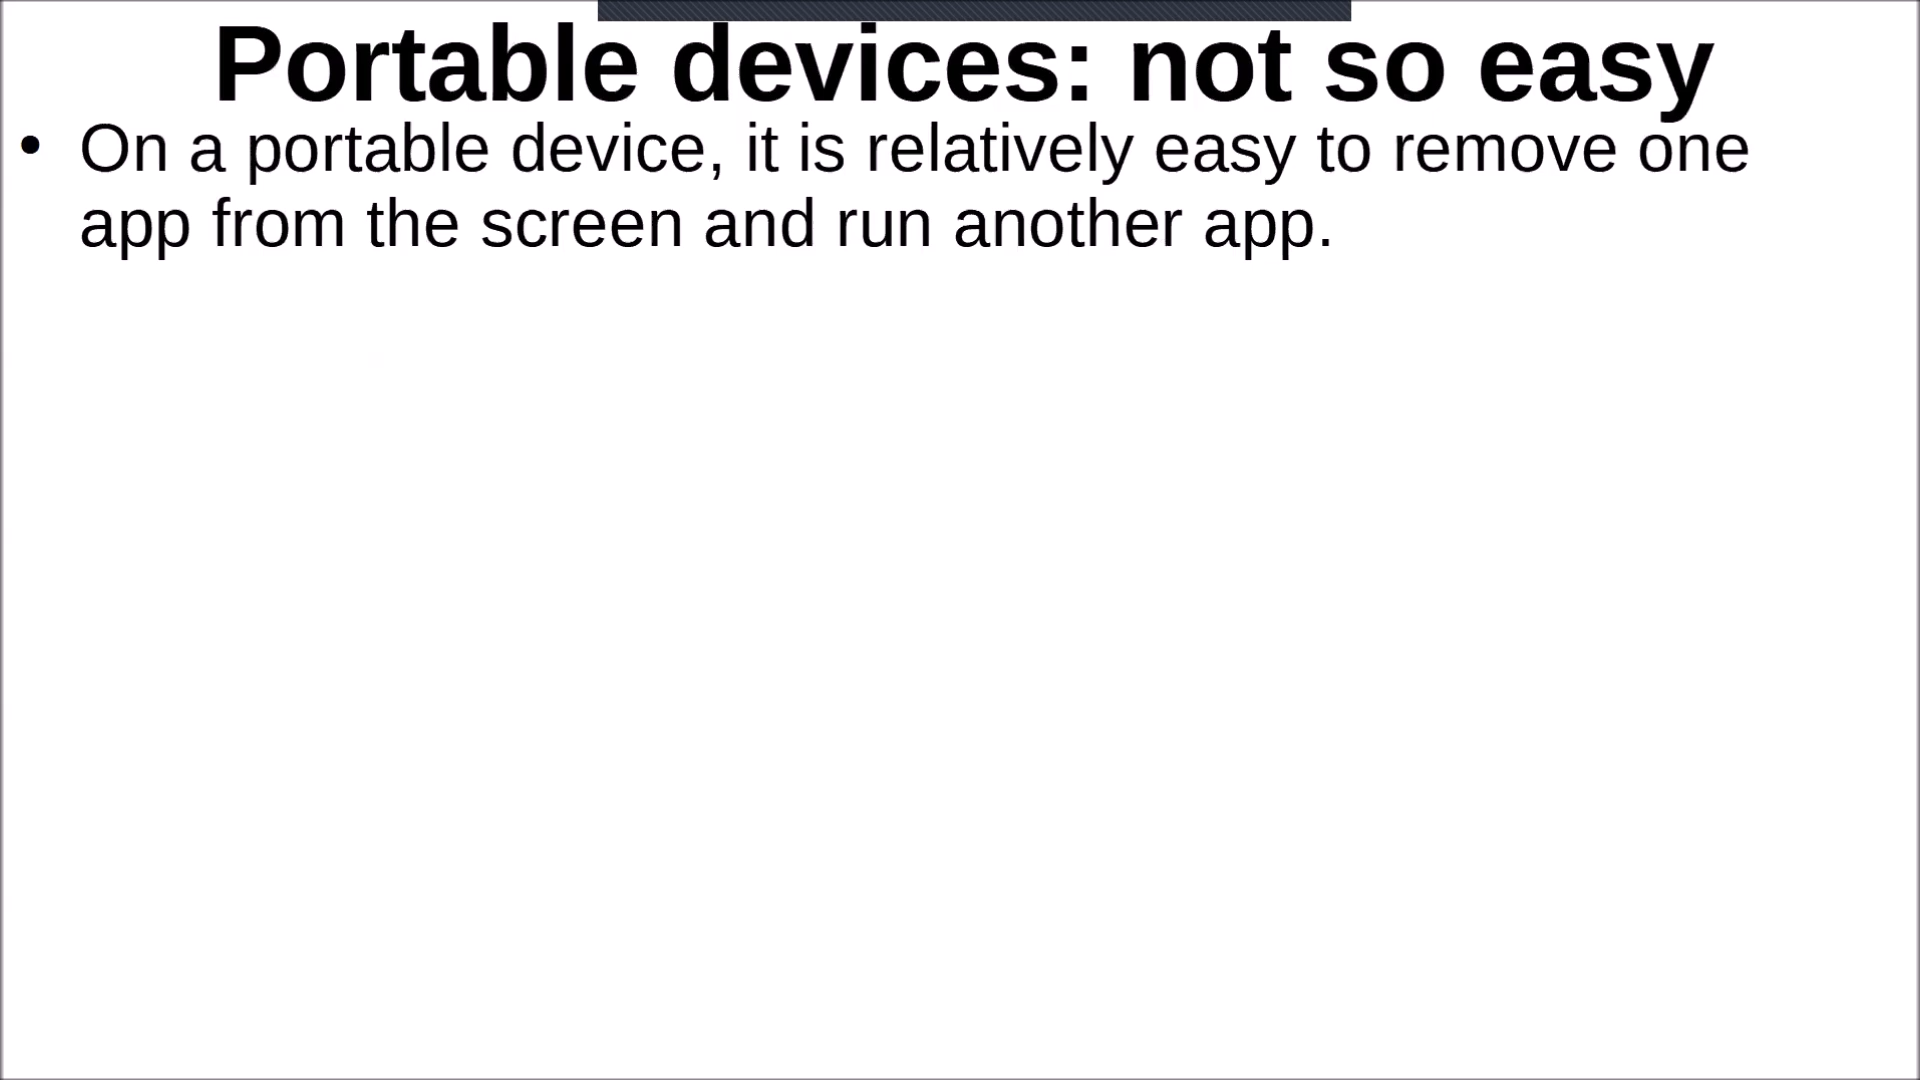 Portable devices: not so easy
• On a portable device, it is relatively easy to remove one
app from the screen and run another app.